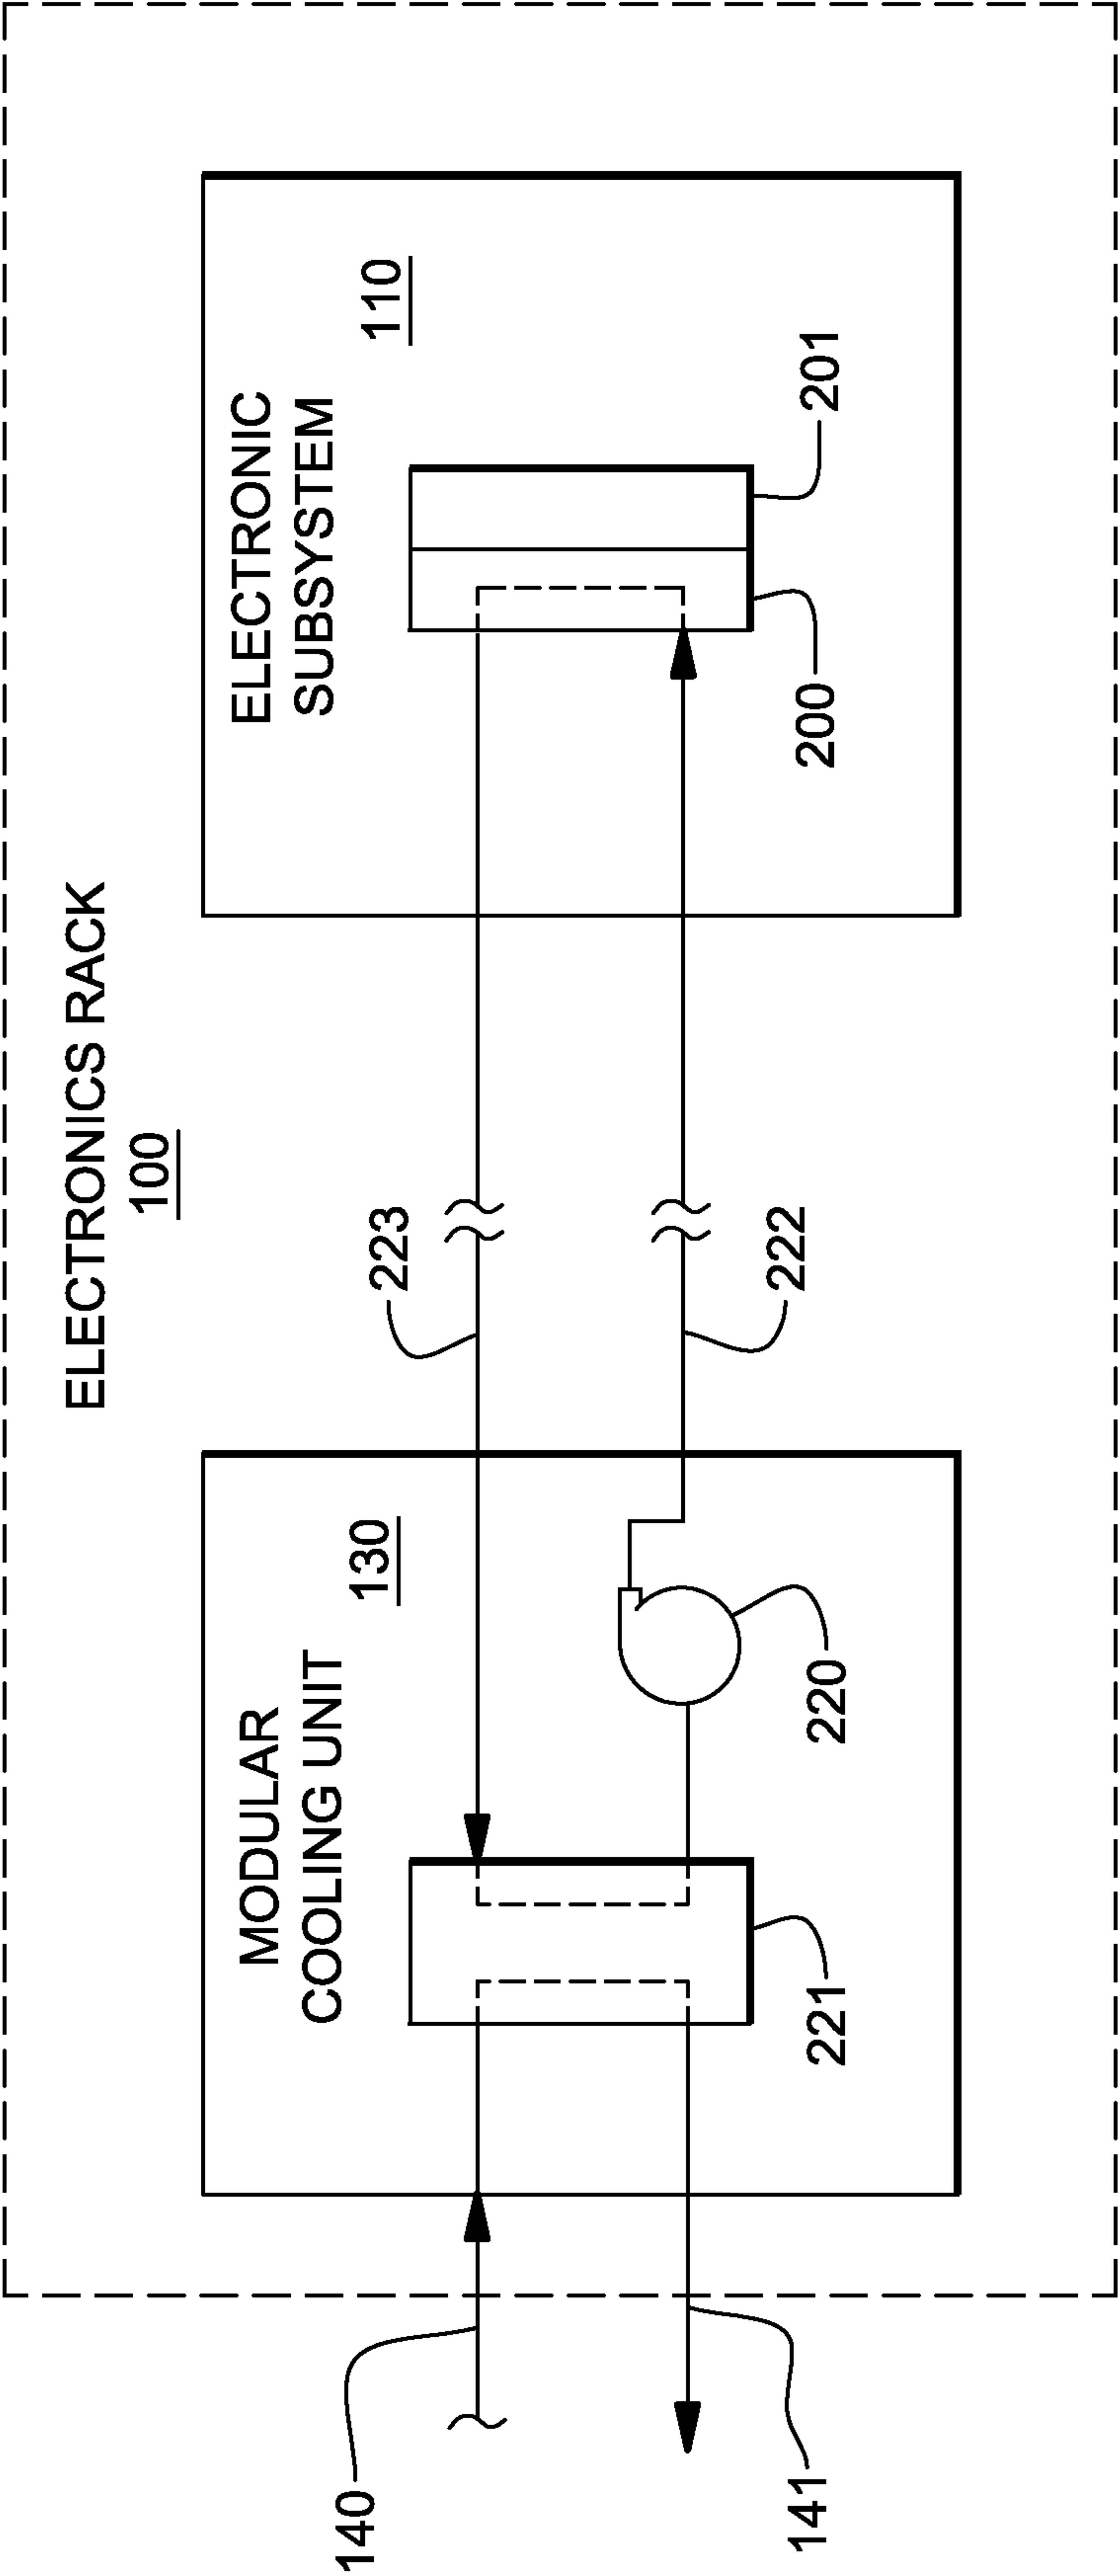 ELECTRONICS RACK
100
MODULAR
COOLING UNIT
130
ELECTRONIC
SUBSYSTEM
110
223
222
140
141
221
220
200
201